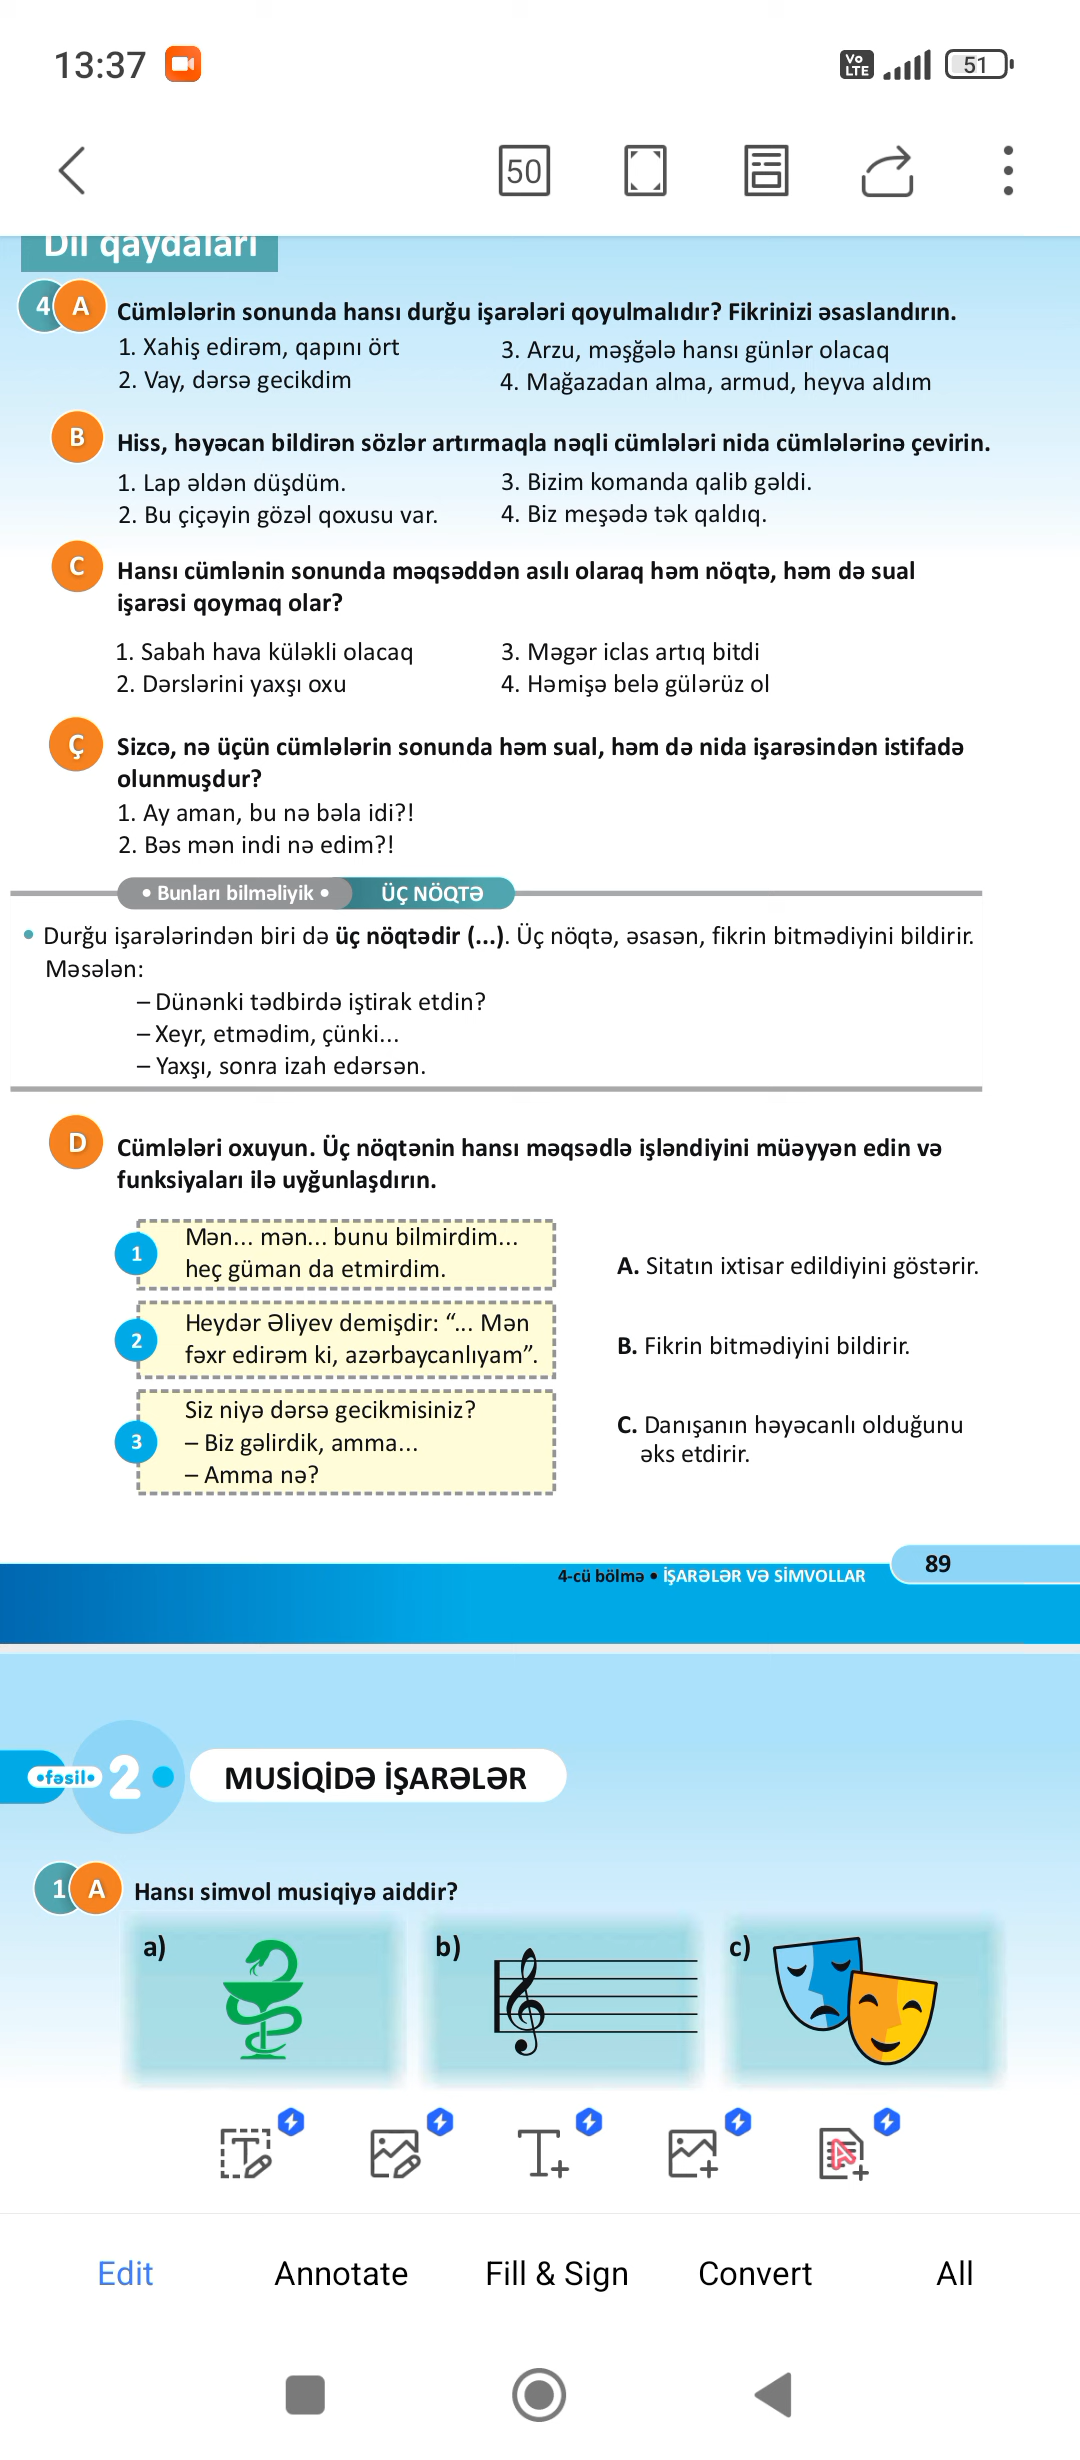 13:37
Vo LTE
51
50
Dil qaydaları
4 A Cümlələrin sonunda hansı durğu işarələri qoyulmalıdır? Fikrinizi əsaslandırın.
1. Xahiş edirəm, qapını ört
2. Vay, dərsə gecikdim
3. Arzu, məşğələ hansı günlər olacaq
4. Mağazadan alma, armud, heyva aldım
B Hiss, həyəcan bildirən sözlər artırmaqla nəqli cümlələri nida cümlələrinə çevirin.
1. Lap əldən düşdüm.
2. Bu çiçəyin gözəl qoxusu var.
3. Bizim komanda qalib gəldi.
4. Biz meşədə tək qaldıq.
C Hansı cümlənin sonunda məqsəddən asılı olaraq həm nöqtə, həm də sual
işarəsi qoymaq olar?
1. Sabah hava küləkli olacaq
2. Dərslərini yaxşı oxu
3. Məgər iclas artıq bitdi
4. Həmişə belə gülərüz ol
Ç Sizcə, nə üçün cümlələrin sonunda həm sual, həm də nida işarəsindən istifadə
olunmuşdur?
1. Ay aman, bu nə bəla idi?!
2. Bəs mən indi nə edim?!
• Bunları bilməliyik • ÜÇ NÖQTƏ
• Durğu işarələrindən biri də üç nöqtədir (...). Üç nöqtə, əsasən, fikrin bitmədiyini bildirir.
Məsələn:
– Dünənki tədbirdə iştirak etdin?
– Xeyr, etmədim, çünki...
– Yaxşı, sonra izah edərsən.
D Cümlələri oxuyun. Üç nöqtənin hansı məqsədlə işləndiyini müəyyən edin və
funksiyaları ilə uyğunlaşdırın.
1 Mən... mən... bunu bilmirdim...
heç güman da etmirdim.
2 Heydər Əliyev demişdir: “... Mən
fəxr edirəm ki, azərbaycanlıyam”.
3 Siz niyə dərsə gecikmisiniz?
– Biz gəlirdik, amma...
– Amma nə?
A. Sitatın ixtisar edildiyini göstərir.
B. Fikrin bitmədiyini bildirir.
C. Danışanın həyəcanlı olduğunu
əks etdirir.
4-cü bölmə • İŞARƏLƏR VƏ SİMVOLLAR
89
•fəsil• 2 • MUSİQİDƏ İŞARƏLƏR
1 A Hansı simvol musiqiyə aiddir?
a)
b)
c)
Edit
Annotate
Fill & Sign
Convert
All